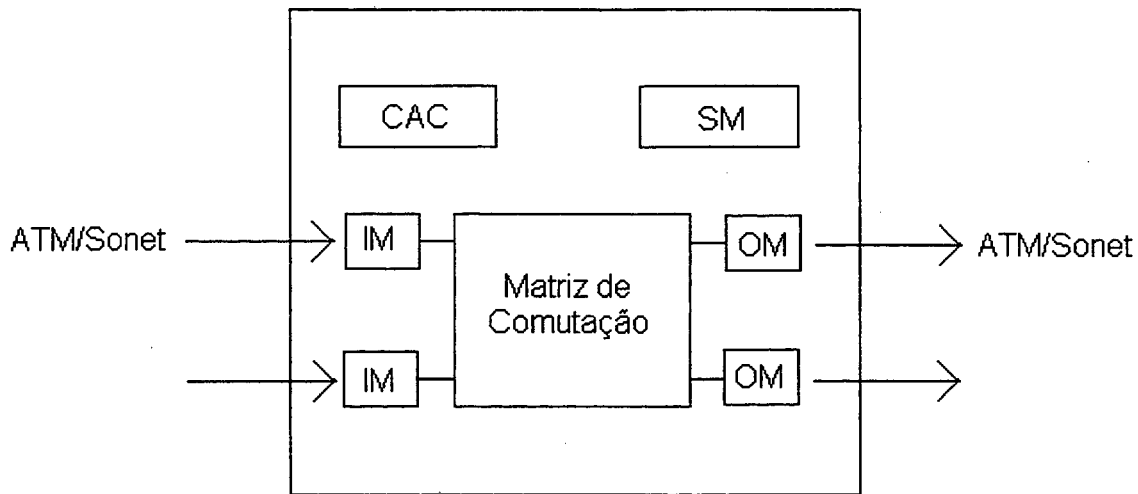 CAC
SM
ATM/Sonet
IM
OM
ATM/Sonet
Matriz de
Comutação
IM
OM